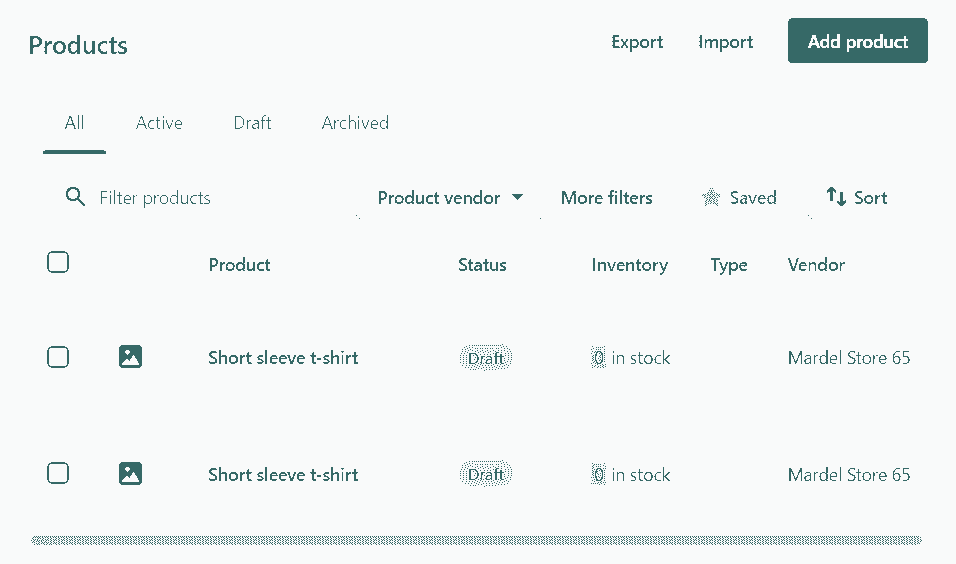 Products Export Import Add product
All Active Draft Archived
Filter products Product vendor More filters Saved Sort
Product Status Inventory Type Vendor
Short sleeve t-shirt Draft 0 in stock Mardel Store 65
Short sleeve t-shirt Draft 0 in stock Mardel Store 65